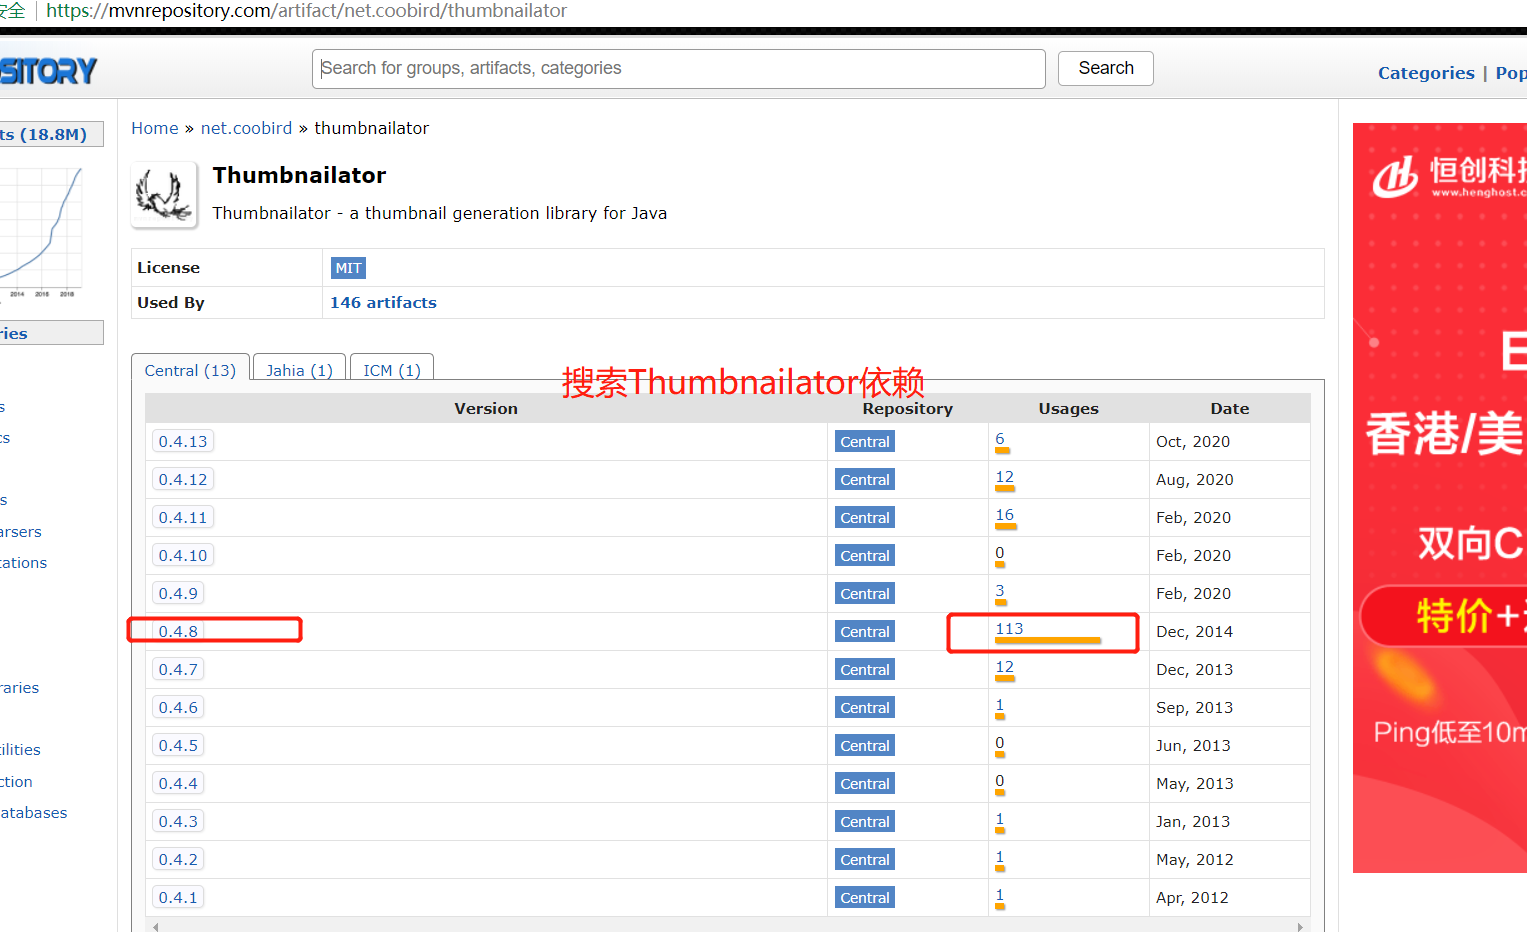 安全 | https://mvnrepository.com/artifact/net.coobird/thumbnailator
SITORY
Search for groups, artifacts, categories
Search
Categories | Pop
ts (18.8M)
2014 2016 2018
ries
s
cs
s
arsers
tations
raries
ilities
ction
atabases
Home » net.coobird » thumbnailator
Thumbnailator
Thumbnailator - a thumbnail generation library for Java
License MIT
Used By 146 artifacts
Central (13) Jahia (1) ICM (1)
搜索Thumbnailator依赖
Version Repository Usages Date
0.4.13 Central 6 Oct, 2020
0.4.12 Central 12 Aug, 2020
0.4.11 Central 16 Feb, 2020
0.4.10 Central 0 Feb, 2020
0.4.9 Central 3 Feb, 2020
0.4.8 Central 113 Dec, 2014
0.4.7 Central 12 Dec, 2013
0.4.6 Central 1 Sep, 2013
0.4.5 Central 0 Jun, 2013
0.4.4 Central 0 May, 2013
0.4.3 Central 1 Jan, 2013
0.4.2 Central 1 May, 2012
0.4.1 Central 1 Apr, 2012
恒创科技
www.henghost.c
香港/美
双向C
特价+
Ping低至10m